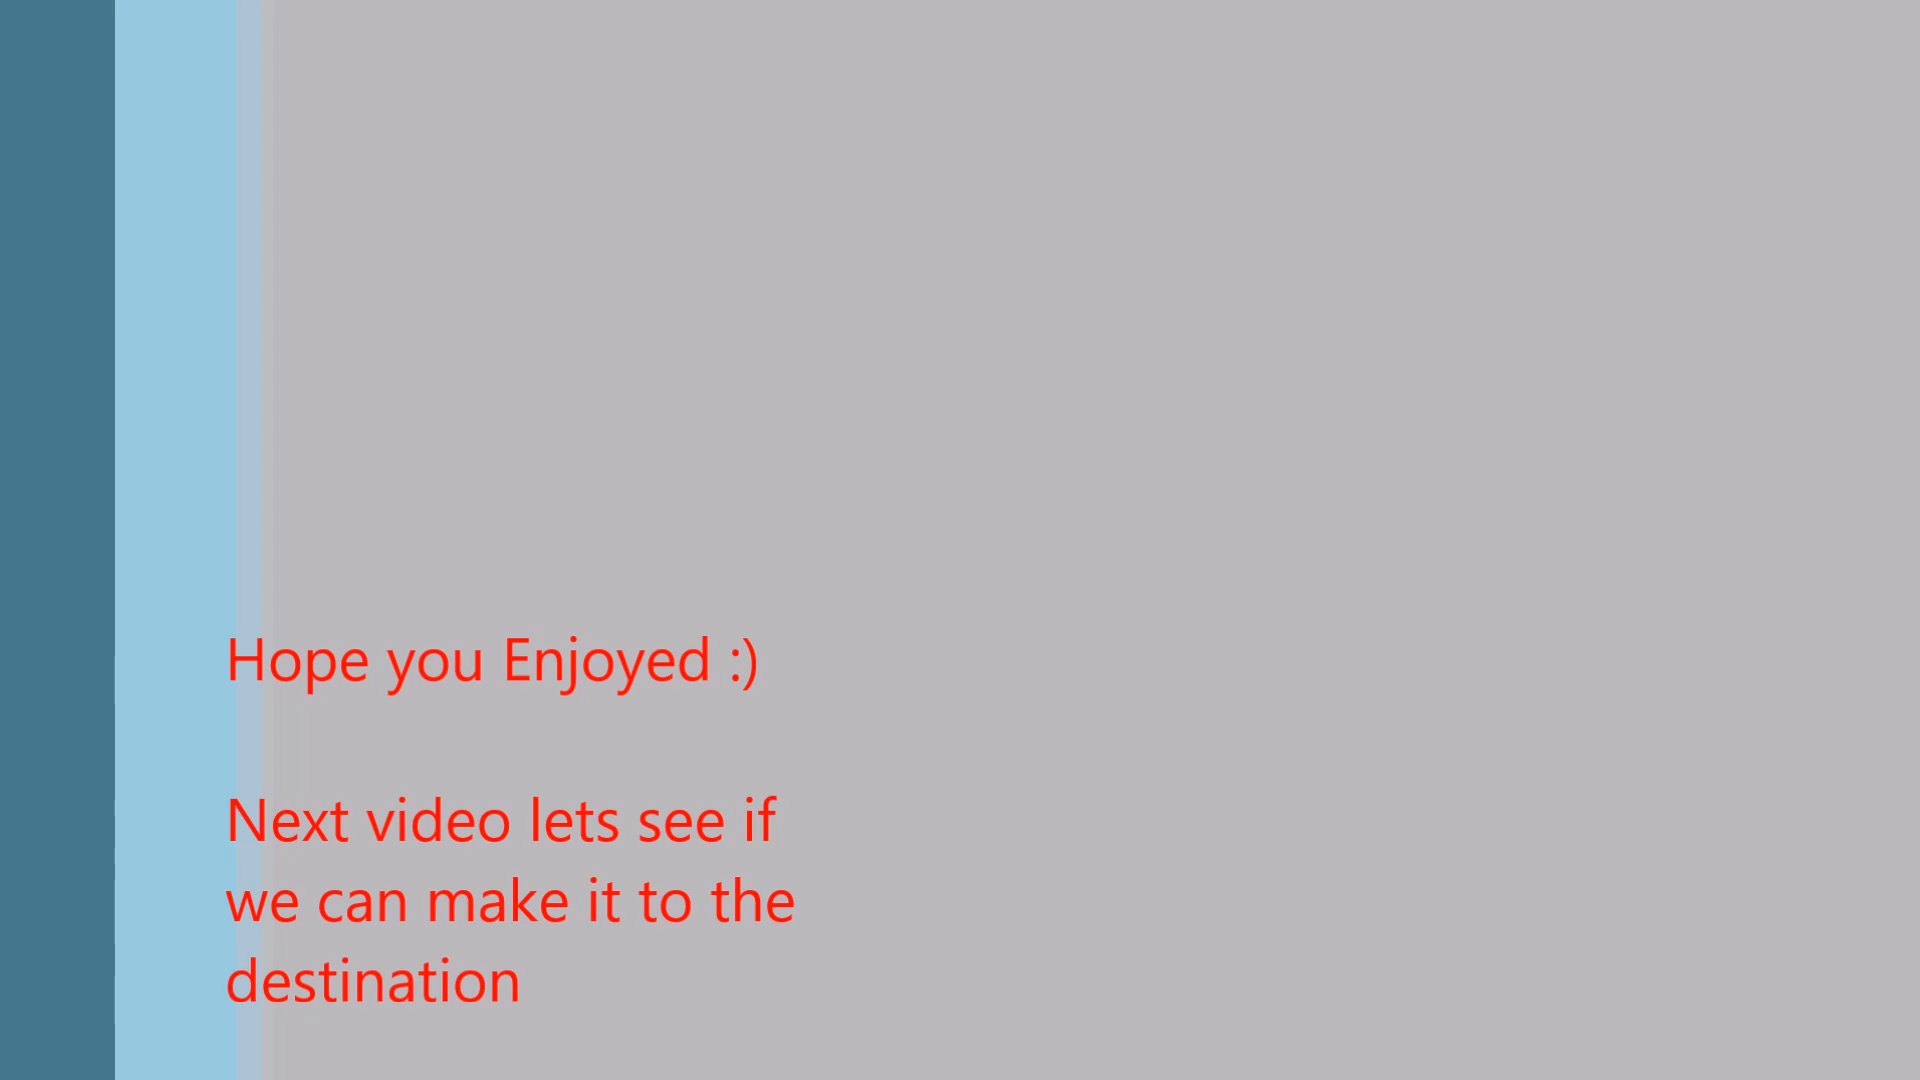 Hope you Enjoyed :)
Next video lets see if
we can make it to the
destination